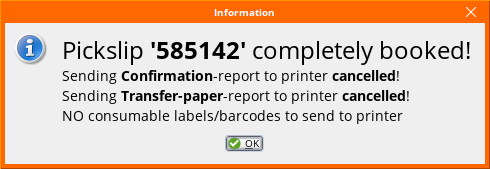 Information
Pickslip '585142' completely booked!
Sending Confirmation-report to printer cancelled!
Sending Transfer-paper-report to printer cancelled!
NO consumable labels/barcodes to send to printer
OK